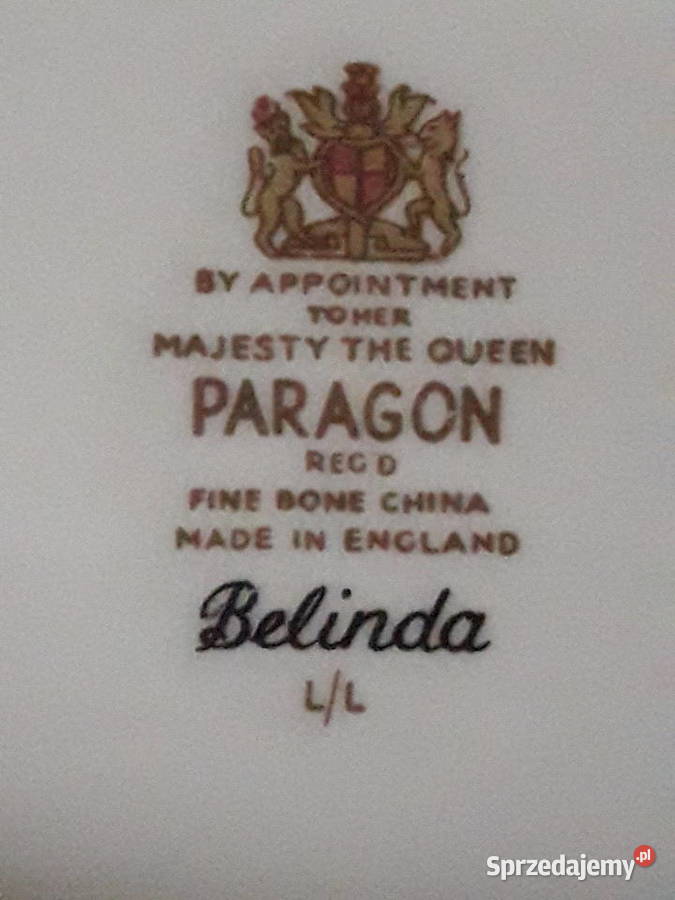 BY APPOINTMENT
TO HER
MAJESTY THE QUEEN
PARAGON
REG'D
FINE BONE CHINA
MADE IN ENGLAND
Belinda
L/L
Sprzedajemy.pl